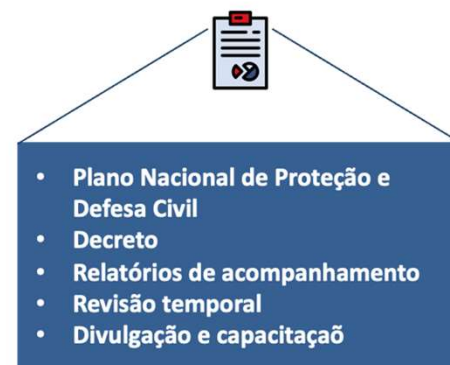 • Plano Nacional de Proteção e
Defesa Civil
• Decreto
• Relatórios de acompanhamento
• Revisão temporal
• Divulgação e capacitaçaõ